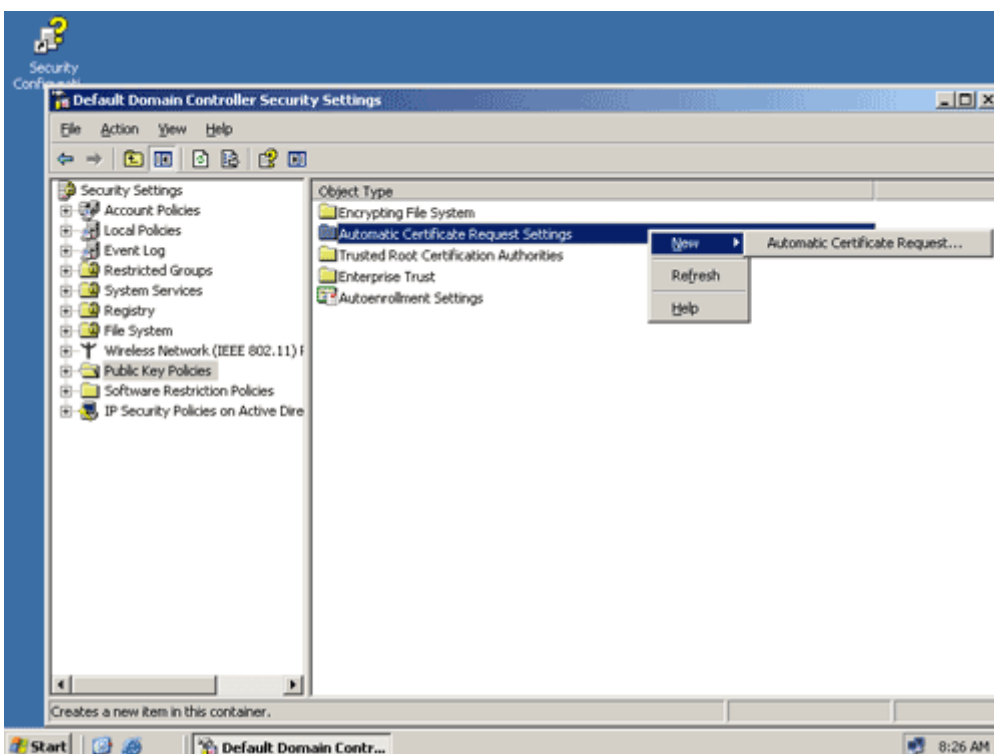 Security
Default Domain Controller Security Settings
File Action View Help
Security Settings
Account Policies
Local Policies
Event Log
Restricted Groups
System Services
Registry
File System
Wireless Network (IEEE 802.11) P
Public Key Policies
Software Restriction Policies
IP Security Policies on Active Dire
Object Type
Encrypting File System
Automatic Certificate Request Settings
Trusted Root Certification Authorities
Enterprise Trust
Autoenrollment Settings
New
Refresh
Help
Automatic Certificate Request...
Creates a new item in this container.
Start Default Domain Contr... 8:26 AM